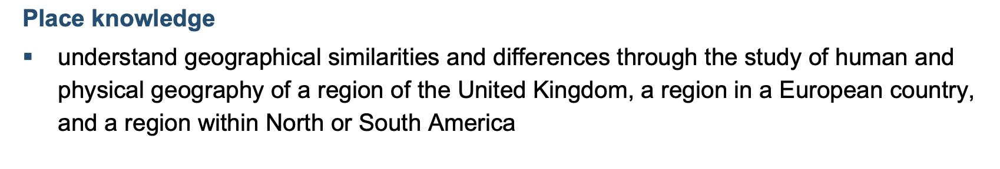 Place knowledge
▪ understand geographical similarities and differences through the study of human and
physical geography of a region of the United Kingdom, a region in a European country,
and a region within North or South America